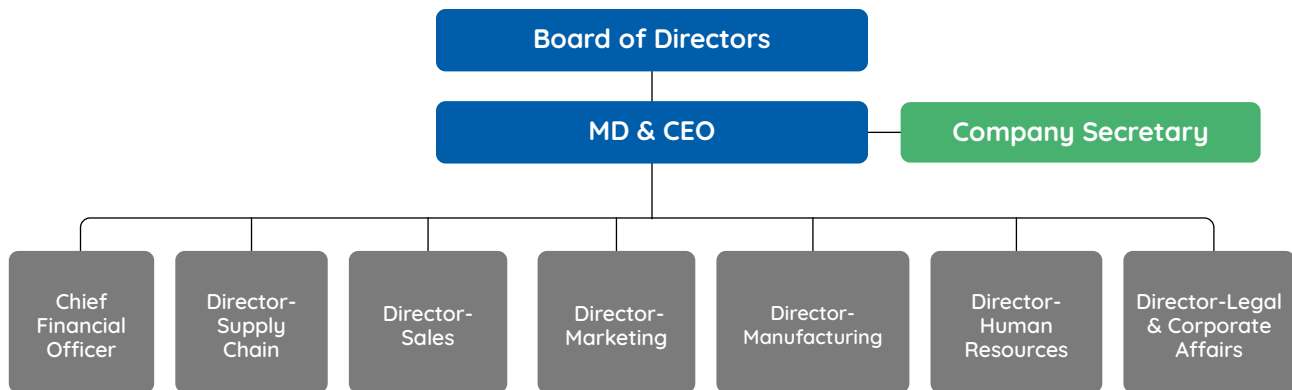 Board of Directors
MD & CEO
Company Secretary
Chief
Financial
Officer
Director-
Supply
Chain
Director-
Sales
Director-
Marketing
Director-
Manufacturing
Director-
Human
Resources
Director-Legal
& Corporate
Affairs